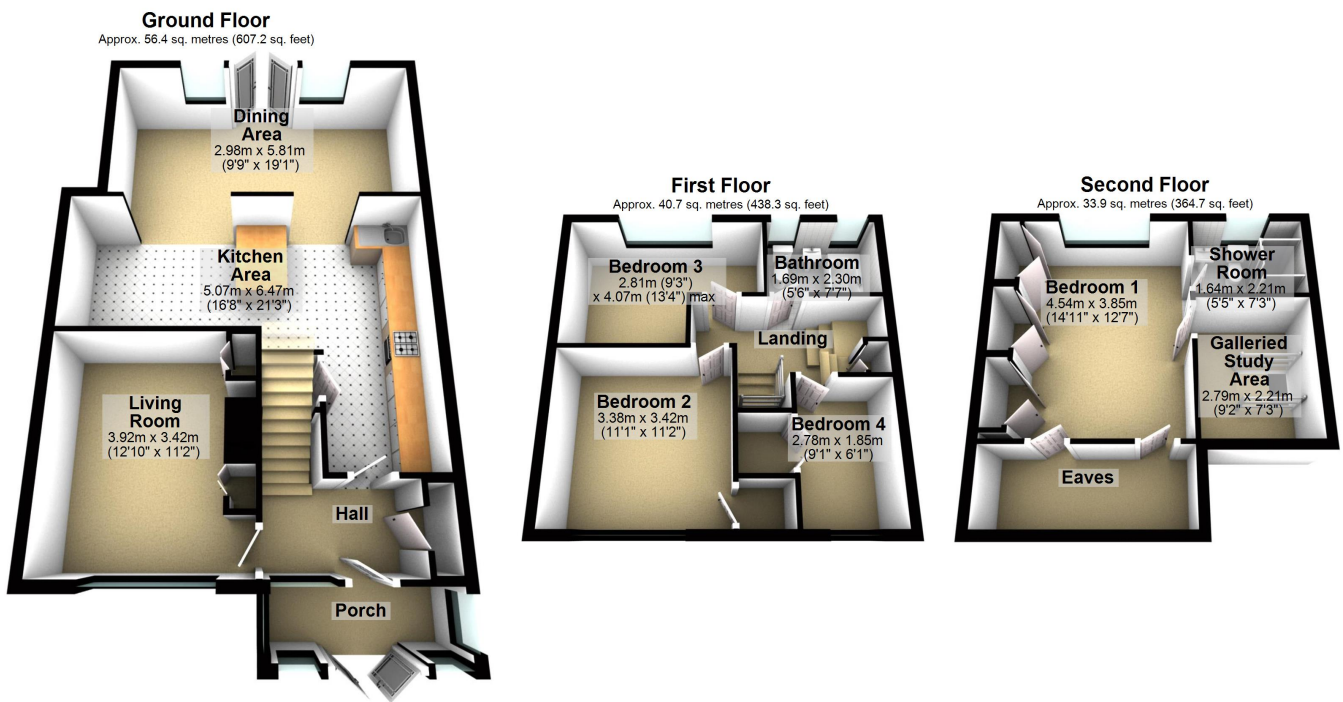 Ground Floor
Approx. 56.4 sq. metres (607.2 sq. feet)
Dining
Area
2.98m x 5.81m
(9'9" x 19'1")
Kitchen
Area
5.07m x 6.47m
(16'8" x 21'3")
Living
Room
3.92m x 3.42m
(12'10" x 11'2")
Hall
Porch
First Floor
Approx. 40.7 sq. metres (438.3 sq. feet)
Bedroom 3
2.81m (9'3")
x 4.07m (13'4") max
Bathroom
1.69m x 2.30m
(5'6" x 7'7")
Landing
Bedroom 2
3.38m x 3.42m
(11'1" x 11'2")
Bedroom 4
2.78m x 1.85m
(9'1" x 6'1")
Second Floor
Approx. 33.9 sq. metres (364.7 sq. feet)
Bedroom 1
4.54m x 3.85m
(14'11" x 12'7")
Shower
Room
1.64m x 2.21m
(5'5" x 7'3")
Galleried
Study
Area
2.79m x 2.21m
(9'2" x 7'3")
Eaves